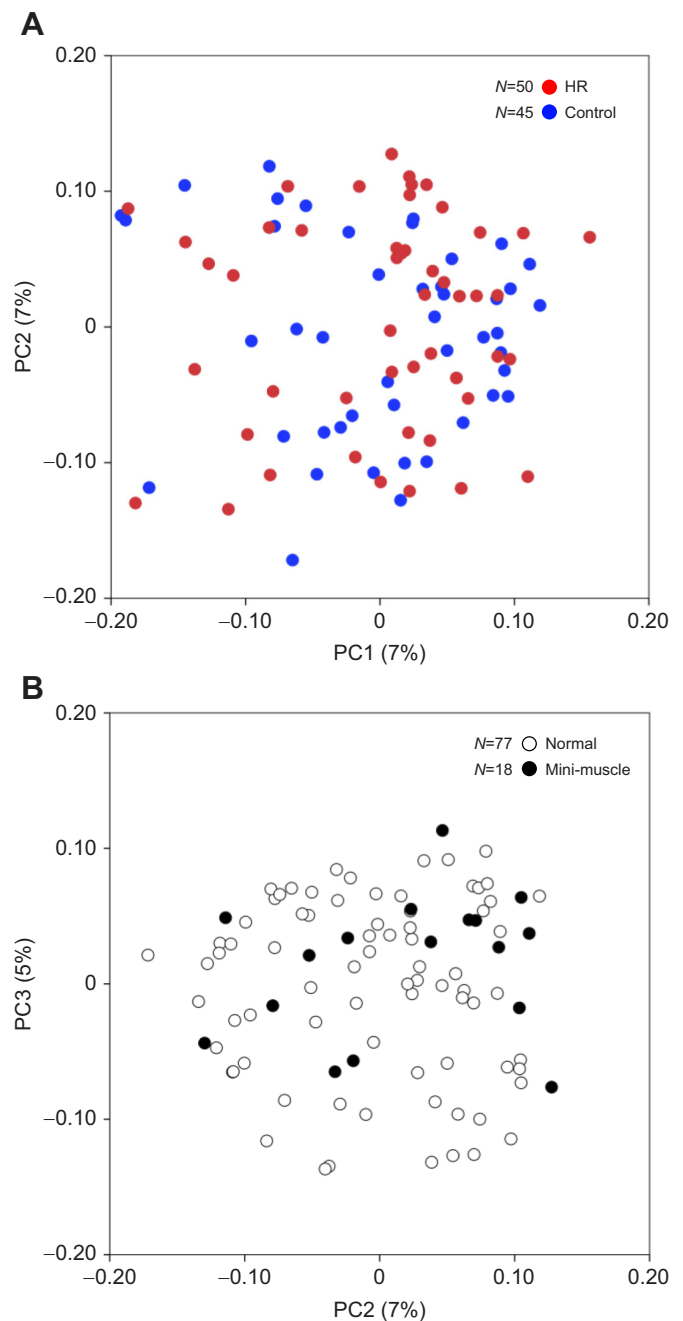 A
0.20
N=50 HR
N=45 Control
0.10
PC2 (7%)
0
–0.10
–0.20
–0.20 –0.10 0 0.10 0.20
PC1 (7%)
B
0.20
N=77 Normal
N=18 Mini-muscle
0.10
PC3 (5%)
0
–0.10
–0.20
–0.20 –0.10 0 0.10 0.20
PC2 (7%)